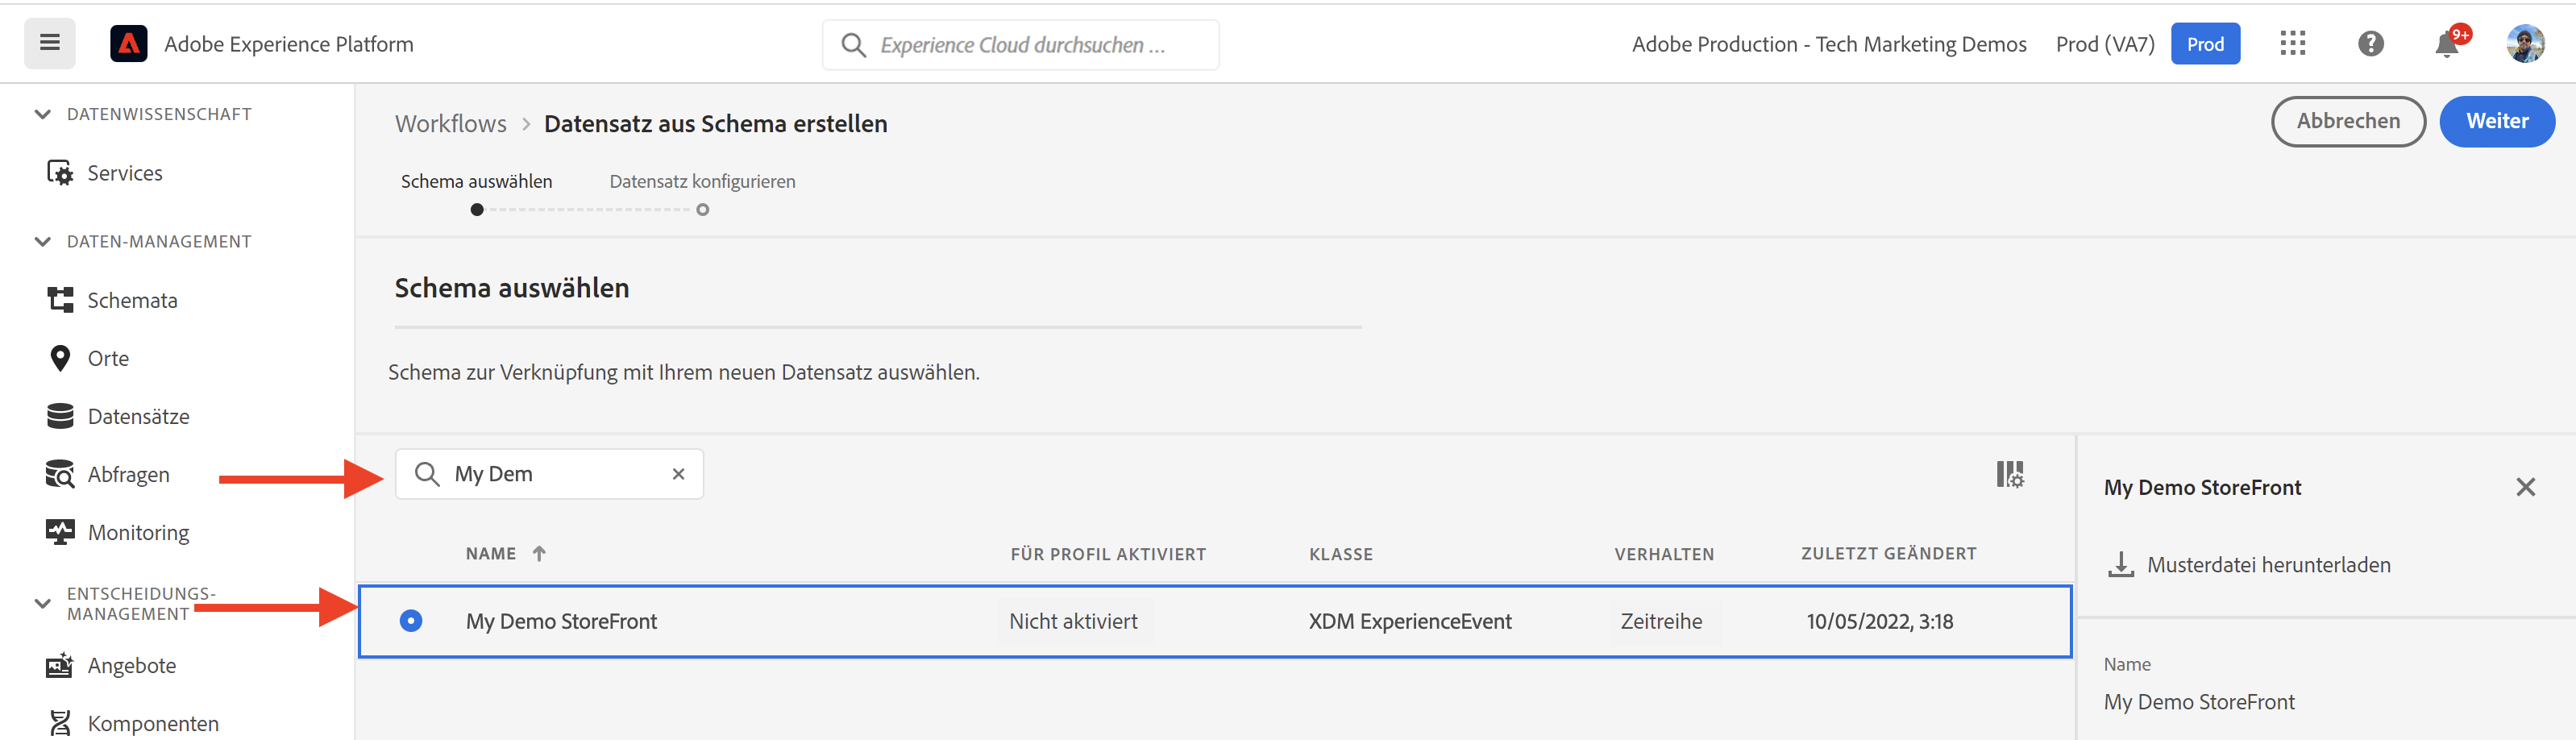 Adobe Experience Platform
Experience Cloud durchsuchen ...
Adobe Production - Tech Marketing Demos
Prod (VA7)
Prod
9+
DATENWISSENSCHAFT
Services
DATEN-MANAGEMENT
Schemata
Orte
Datensätze
Abfragen
Monitoring
ENTSCHEIDUNGS-
MANAGEMENT
Angebote
Komponenten
Workflows > Datensatz aus Schema erstellen
Abbrechen
Weiter
Schema auswählen
Datensatz konfigurieren
Schema auswählen
Schema zur Verknüpfung mit Ihrem neuen Datensatz auswählen.
My Dem
NAME FÜR PROFIL AKTIVIERT KLASSE VERHALTEN ZULETZT GEÄNDERT
My Demo StoreFront Nicht aktiviert XDM ExperienceEvent Zeitreihe 10/05/2022, 3:18
My Demo StoreFront
Musterdatei herunterladen
Name
My Demo StoreFront